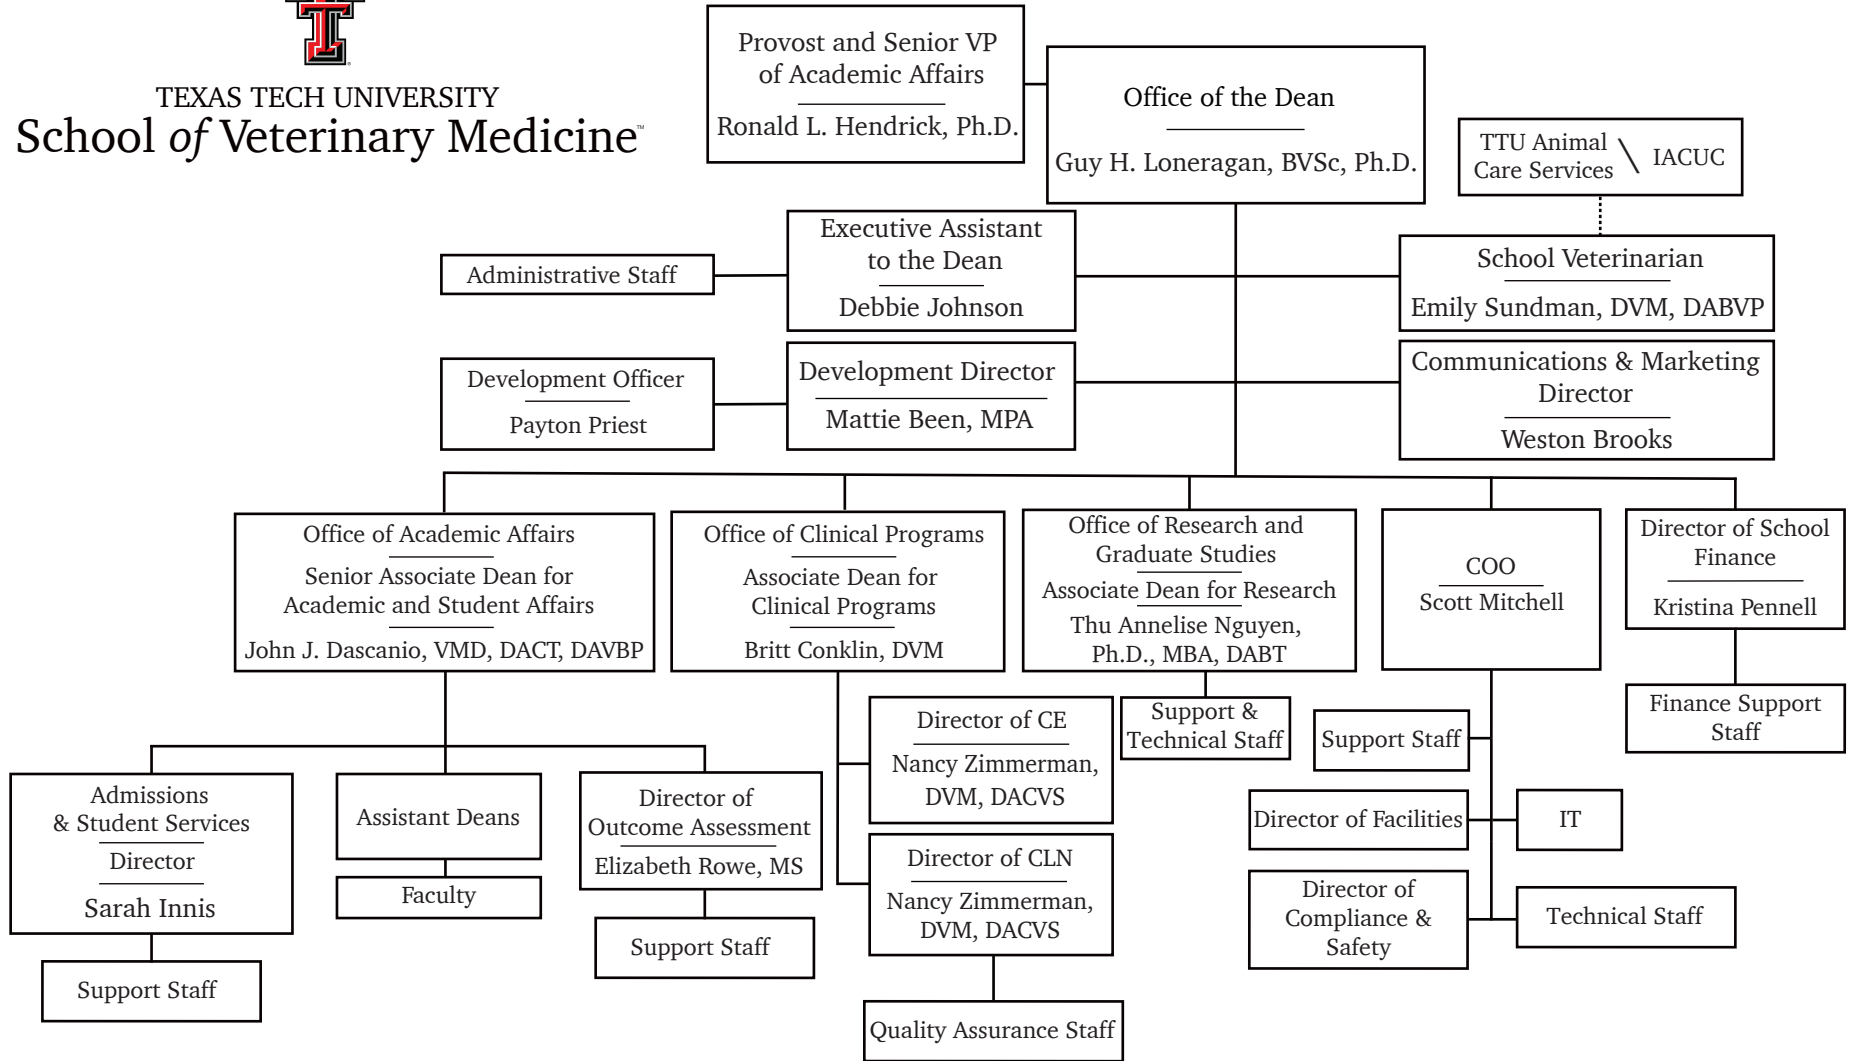 TEXAS TECH UNIVERSITY
School of Veterinary Medicine™
Provost and Senior VP
of Academic Affairs
Ronald L. Hendrick, Ph.D.
Office of the Dean
Guy H. Loneragan, BVSc, Ph.D.
TTU Animal
Care Services \ IACUC
Administrative Staff
Executive Assistant
to the Dean
Debbie Johnson
School Veterinarian
Emily Sundman, DVM, DABVP
Development Officer
Payton Priest
Development Director
Mattie Been, MPA
Communications & Marketing
Director
Weston Brooks
Office of Academic Affairs
Senior Associate Dean for
Academic and Student Affairs
John J. Dascanio, VMD, DACT, DAVBP
Office of Clinical Programs
Associate Dean for
Clinical Programs
Britt Conklin, DVM
Office of Research and
Graduate Studies
Associate Dean for Research
Thu Annelise Nguyen,
Ph.D., MBA, DABT
COO
Scott Mitchell
Director of School
Finance
Kristina Pennell
Admissions
& Student Services
Director
Sarah Innis
Support Staff
Assistant Deans
Faculty
Director of
Outcome Assessment
Elizabeth Rowe, MS
Support Staff
Director of CE
Nancy Zimmerman,
DVM, DACVS
Director of CLN
Nancy Zimmerman,
DVM, DACVS
Quality Assurance Staff
Support &
Technical Staff
Support Staff
Director of Facilities
IT
Director of
Compliance &
Safety
Technical Staff
Finance Support
Staff